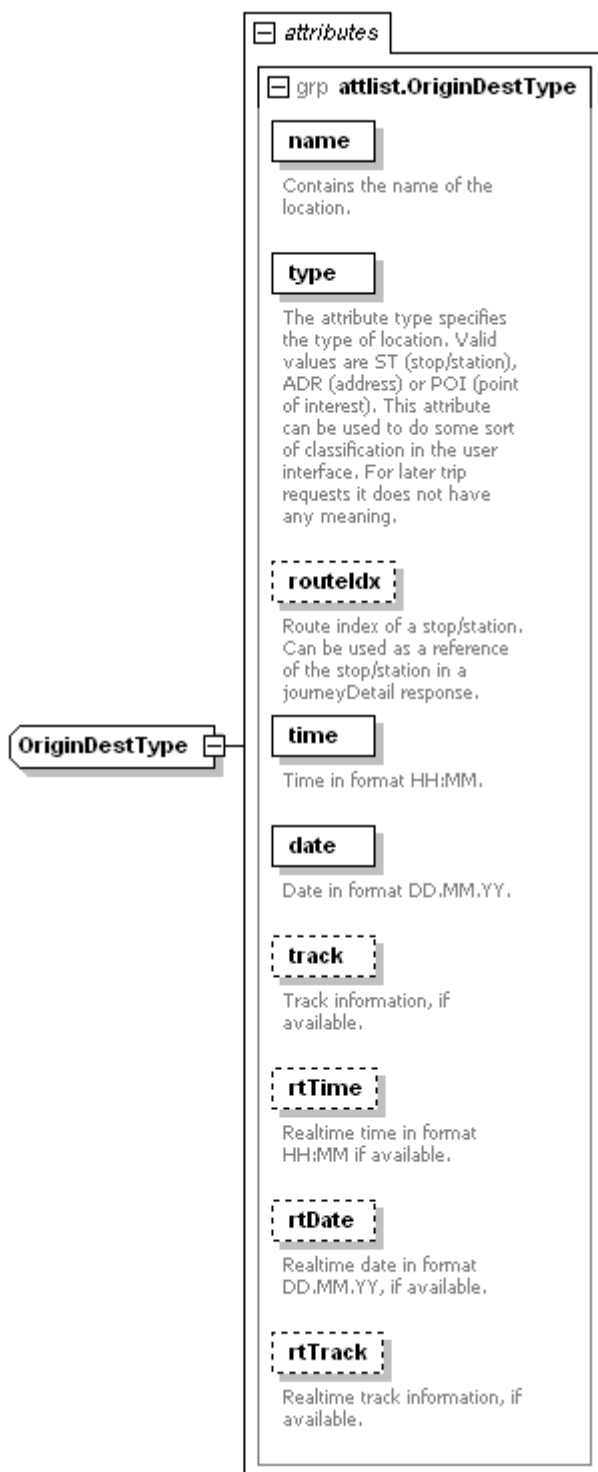 attributes
grp attlist.OriginDestType
name
Contains the name of the
location.
type
The attribute type specifies
the type of location. Valid
values are ST (stop/station),
ADR (address) or POI (point
of interest). This attribute
can be used to do some sort
of classification in the user
interface. For later trip
requests it does not have
any meaning.
routeIdx
Route index of a stop/station.
Can be used as a reference
of the stop/station in a
journeyDetail response.
OriginDestType
time
Time in format HH:MM.
date
Date in format DD.MM.YY.
track
Track information, if
available.
rtTime
Realtime time in format
HH:MM if available.
rtDate
Realtime date in format
DD.MM.YY, if available.
rtTrack
Realtime track information, if
available.